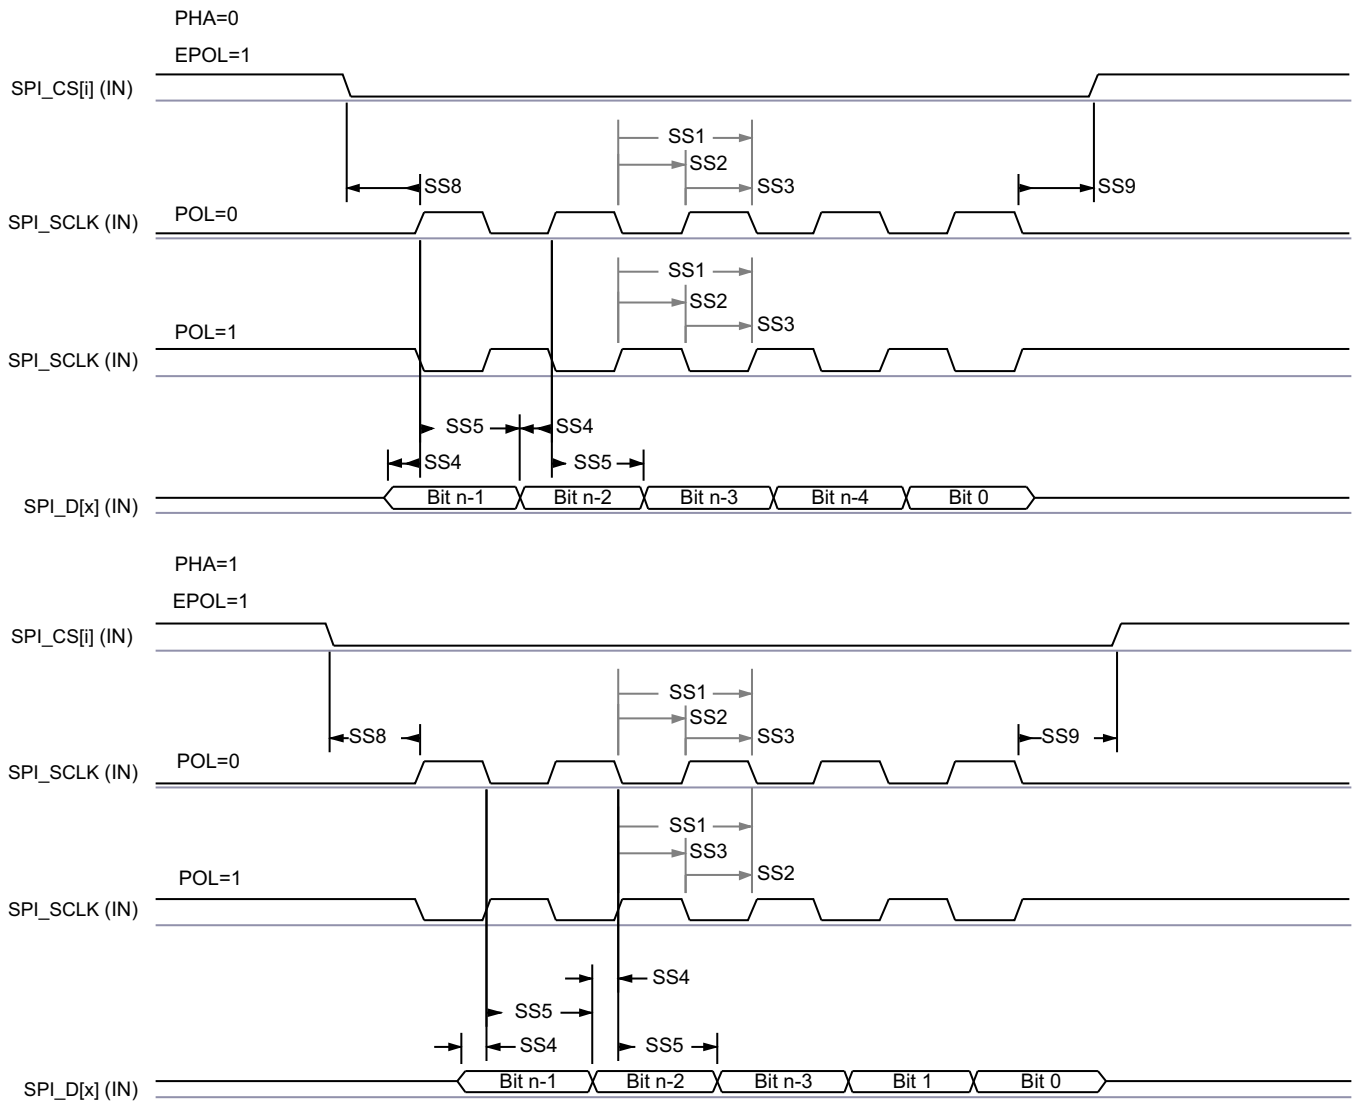 PHA=0
EPOL=1
SPI_CS[i] (IN)
SS1
SS2
SS8
SS3
SS9
POL=0
SPI_SCLK (IN)
SS1
SS2
SS3
POL=1
SPI_SCLK (IN)
SS5
SS4
SS4
SS5
SPI_D[x] (IN)
Bit n-1
Bit n-2
Bit n-3
Bit n-4
Bit 0
PHA=1
EPOL=1
SPI_CS[i] (IN)
SS1
SS2
SS8
SS3
SS9
POL=0
SPI_SCLK (IN)
SS1
SS3
SS2
POL=1
SPI_SCLK (IN)
SS4
SS5
SS4
SS5
SPI_D[x] (IN)
Bit n-1
Bit n-2
Bit n-3
Bit 1
Bit 0